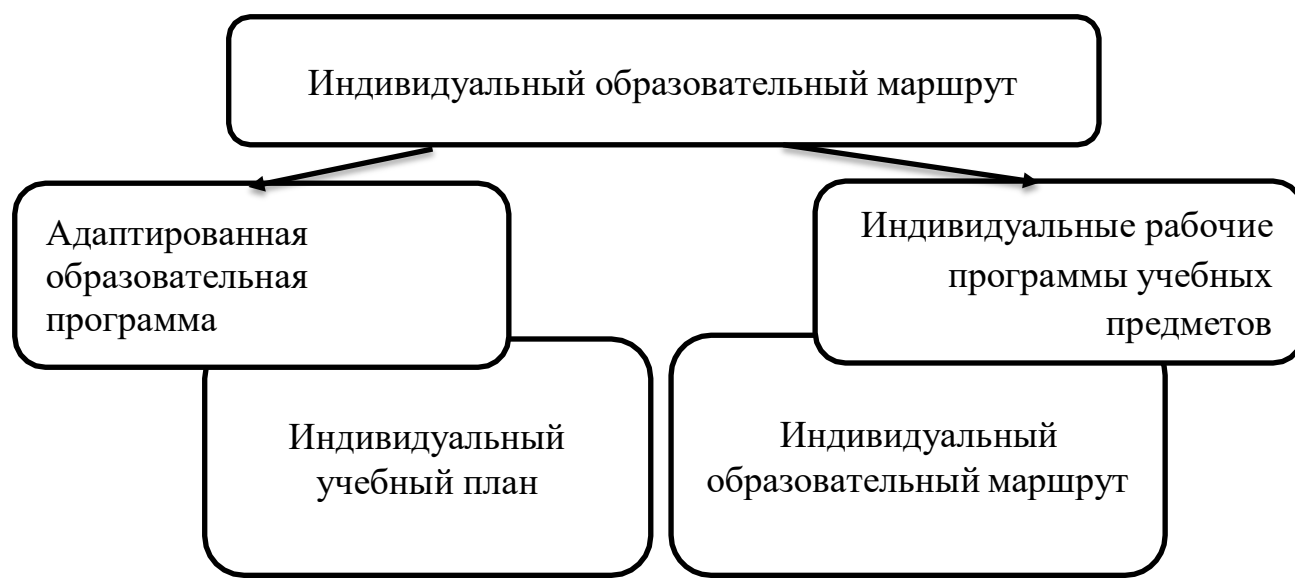 Индивидуальный образовательный маршрут
Адаптированная
образовательная
программа
Индивидуальные рабочие
программы учебных
предметов
Индивидуальный
учебный план
Индивидуальный
образовательный маршрут